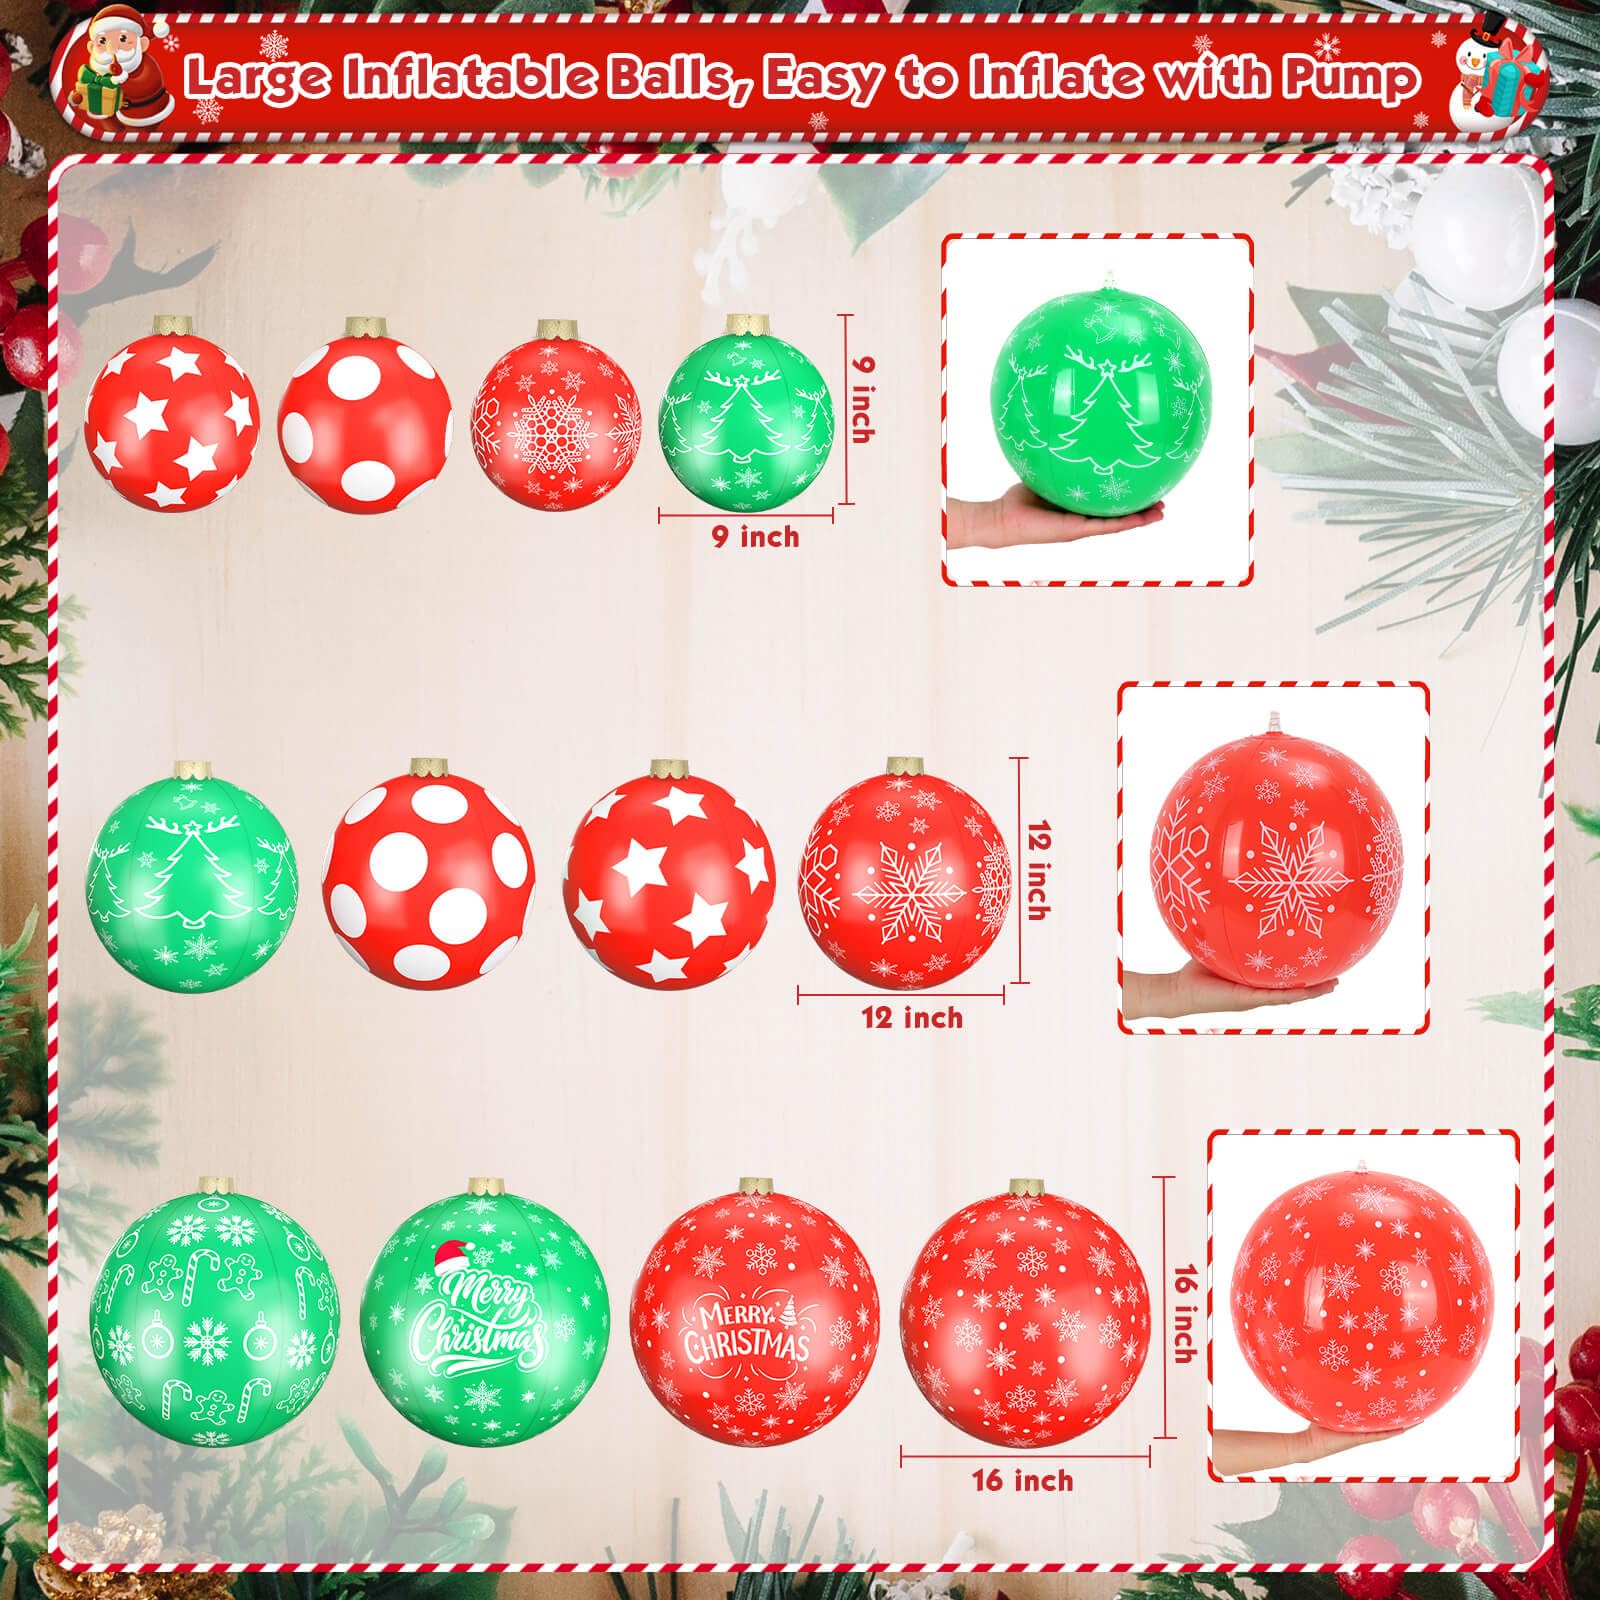 Large Inflatable Balls, Easy to Inflate with Pump
9 inch
9 inch
12 inch
12 inch
Merry
Christmas
MERRY
CHRISTMAS
16 inch
16 inch